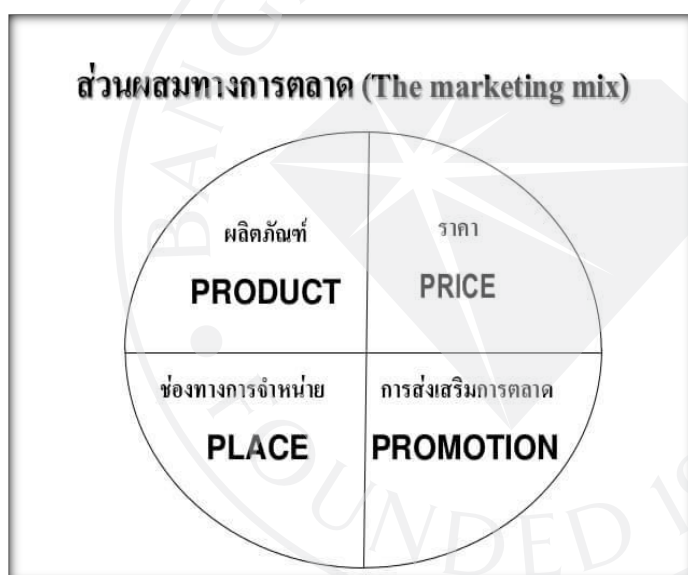 ส่วนผสมทางการตลาด (The marketing mix)
ผลิตภัณฑ์
PRODUCT
ราคา
PRICE
ช่องทางการจำหน่าย
PLACE
การส่งเสริมการตลาด
PROMOTION
BANG
FOUNDED